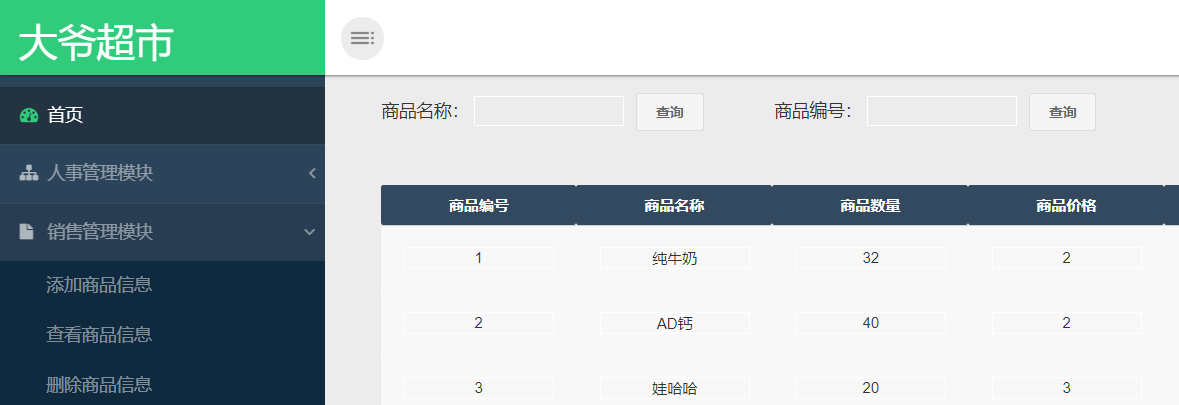 大爷超市
首页
人事管理模块
销售管理模块
添加商品信息
查看商品信息
删除商品信息
商品名称： 查询 商品编号： 查询
商品编号 商品名称 商品数量 商品价格
1 纯牛奶 32 2
2 AD钙 40 2
3 娃哈哈 20 3